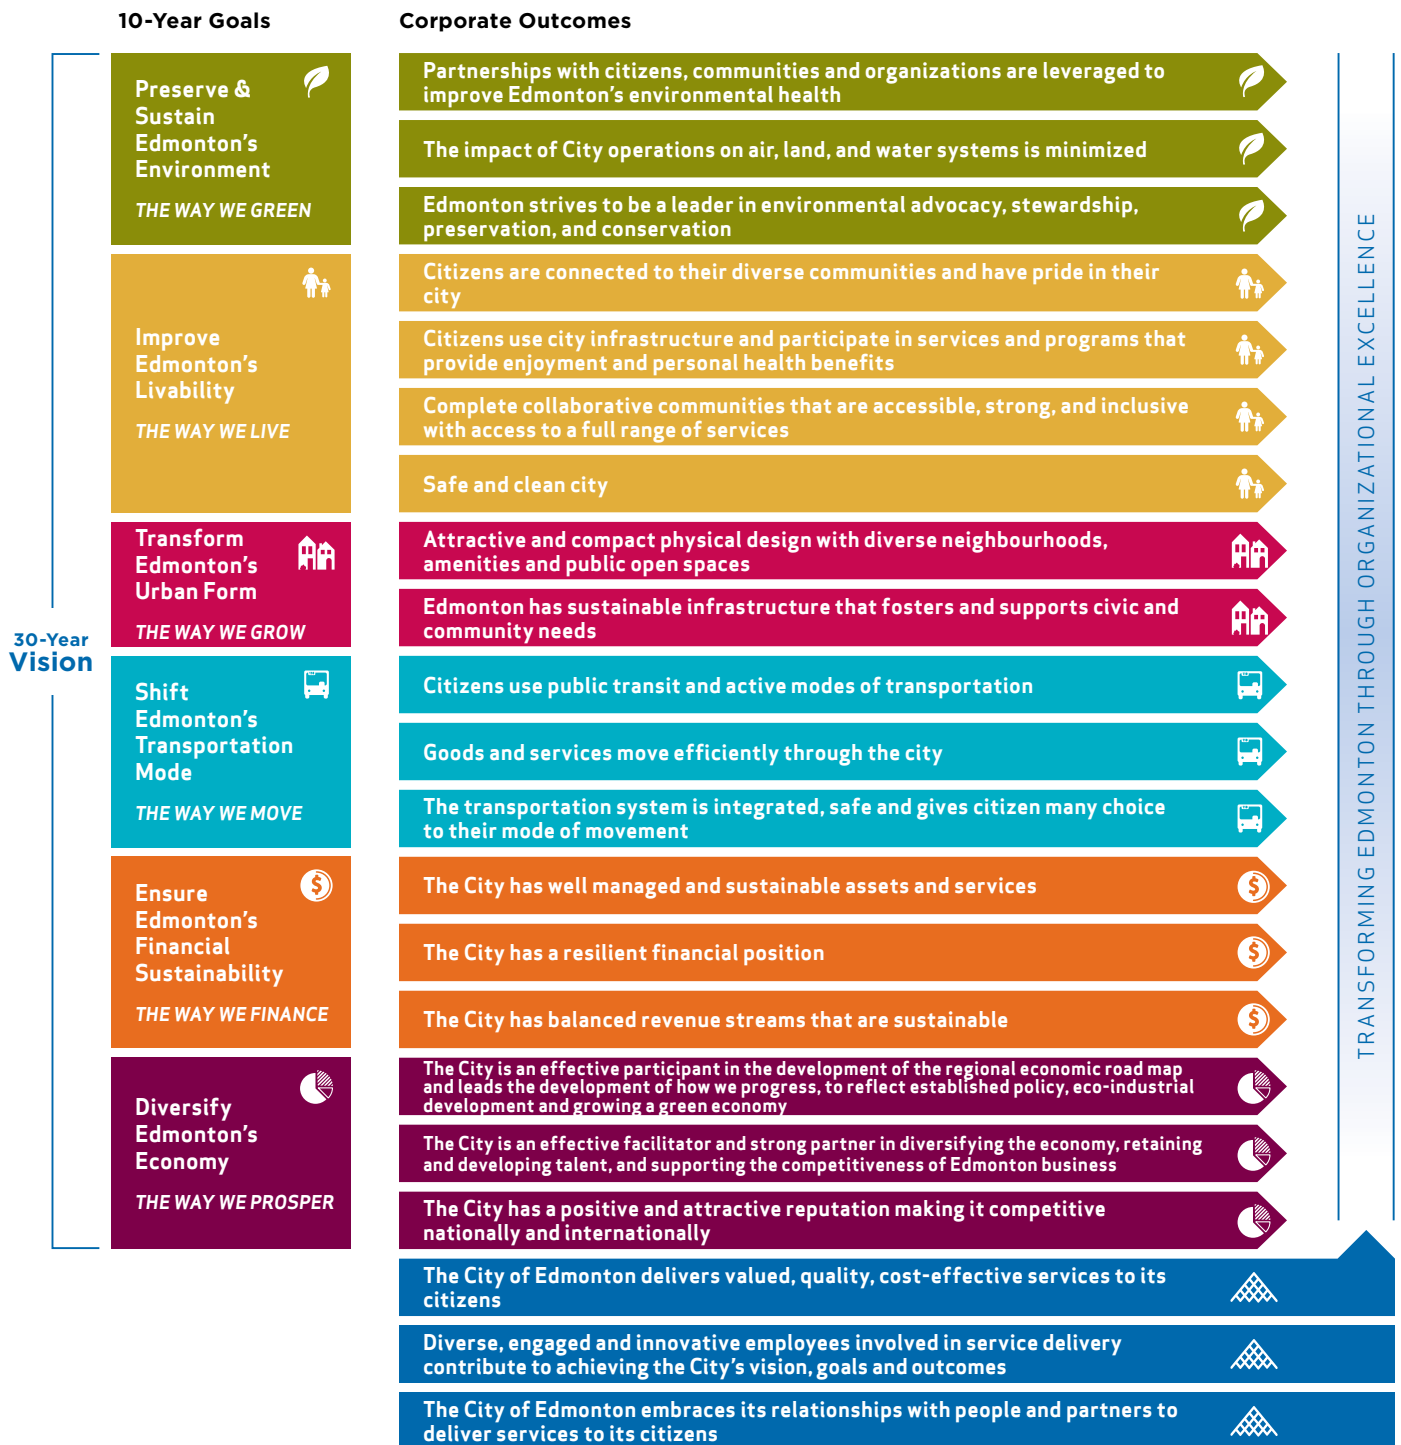 10-Year Goals
Corporate Outcomes
30-Year
Vision
Preserve &
Sustain
Edmonton's
Environment
THE WAY WE GREEN
Partnerships with citizens, communities and organizations are leveraged to
improve Edmonton's environmental health
The impact of City operations on air, land, and water systems is minimized
Edmonton strives to be a leader in environmental advocacy, stewardship,
preservation, and conservation
Improve
Edmonton's
Livability
THE WAY WE LIVE
Citizens are connected to their diverse communities and have pride in their
city
Citizens use city infrastructure and participate in services and programs that
provide enjoyment and personal health benefits
Complete collaborative communities that are accessible, strong, and inclusive
with access to a full range of services
Safe and clean city
Transform
Edmonton's
Urban Form
THE WAY WE GROW
Attractive and compact physical design with diverse neighbourhoods,
amenities and public open spaces
Edmonton has sustainable infrastructure that fosters and supports civic and
community needs
Shift
Edmonton's
Transportation
Mode
THE WAY WE MOVE
Citizens use public transit and active modes of transportation
Goods and services move efficiently through the city
The transportation system is integrated, safe and gives citizen many choice
to their mode of movement
Ensure
Edmonton's
Financial
Sustainability
THE WAY WE FINANCE
The City has well managed and sustainable assets and services
The City has a resilient financial position
The City has balanced revenue streams that are sustainable
Diversify
Edmonton's
Economy
THE WAY WE PROSPER
The City is an effective participant in the development of the regional economic road map
and leads the development of how we progress, to reflect established policy, eco-industrial
development and growing a green economy
The City is an effective facilitator and strong partner in diversifying the economy, retaining
and developing talent, and supporting the competitiveness of Edmonton business
The City has a positive and attractive reputation making it competitive
nationally and internationally
The City of Edmonton delivers valued, quality, cost-effective services to its
citizens
Diverse, engaged and innovative employees involved in service delivery
contribute to achieving the City's vision, goals and outcomes
The City of Edmonton embraces its relationships with people and partners to
deliver services to its citizens
TRANSFORMING EDMONTON THROUGH ORGANIZATIONAL EXCELLENCE